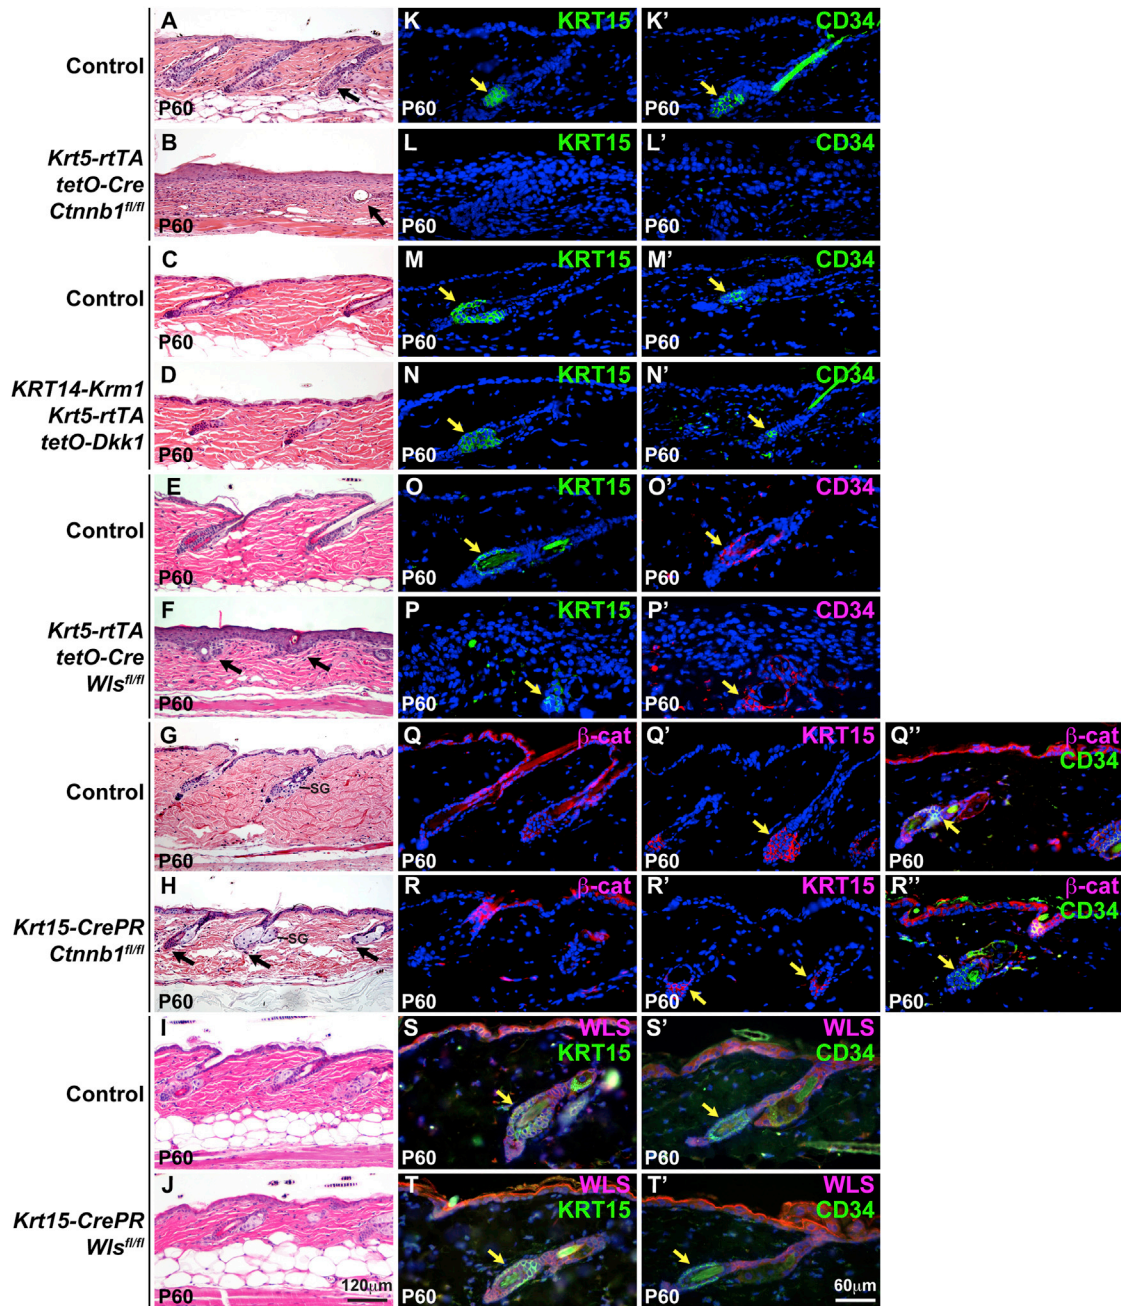 A
K
KRT15
K’
CD34
Control
P60
P60
P60
B
L
KRT15
L’
CD34
Krt5-rtTA
tetO-Cre
Ctnnb1fl/fl
P60
P60
P60
C
M
KRT15
M’
CD34
Control
P60
P60
P60
D
N
KRT15
N’
CD34
KRT14-Krm1
Krt5-rtTA
tetO-Dkk1
P60
P60
P60
E
O
KRT15
O’
CD34
Control
P60
P60
P60
F
P
KRT15
P’
CD34
Krt5-rtTA
tetO-Cre
Wlsfl/fl
P60
P60
P60
G
Q
β-cat
Q’
KRT15
Q’’
β-cat
CD34
Control
SG
P60
P60
P60
P60
H
R
β-cat
R’
KRT15
R’’
β-cat
CD34
Krt15-CrePR
Ctnnb1fl/fl
SG
P60
P60
P60
P60
I
S
WLS
KRT15
S’
WLS
CD34
Control
P60
P60
P60
J
T
WLS
KRT15
T’
WLS
CD34
Krt15-CrePR
Wlsfl/fl
P60
120μm
P60
P60
60μm